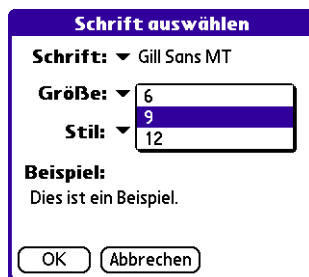 Schrift auswählen
Schrift: Gill Sans MT
Größe: 6
9
Stil: 12
Beispiel:
Dies ist ein Beispiel.
OK Abbrechen